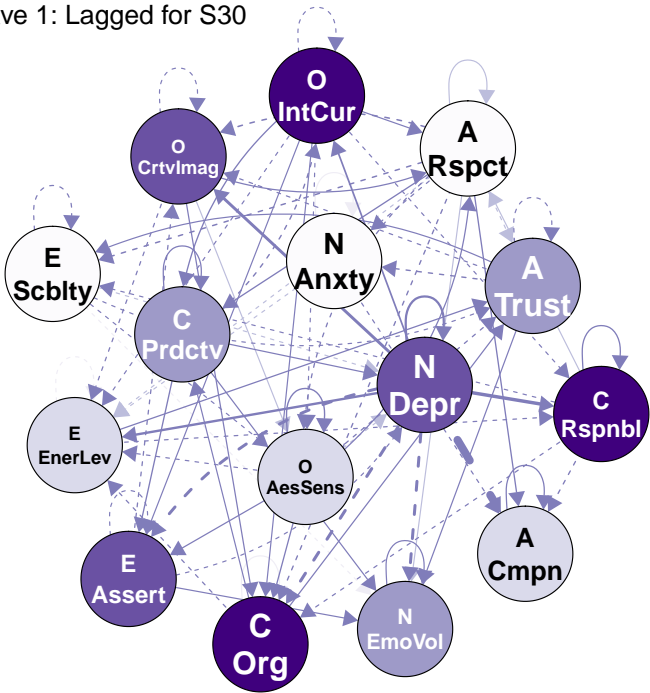 ve 1: Lagged for S30
O
IntCur
A
Rspct
O
CrtvImag
N
Anxty
E
Scblty
A
Trust
C
Prdctv
N
Depr
C
Rspnbl
E
EnerLev
O
AesSens
A
Cmpn
E
Assert
C
Org
N
EmoVol